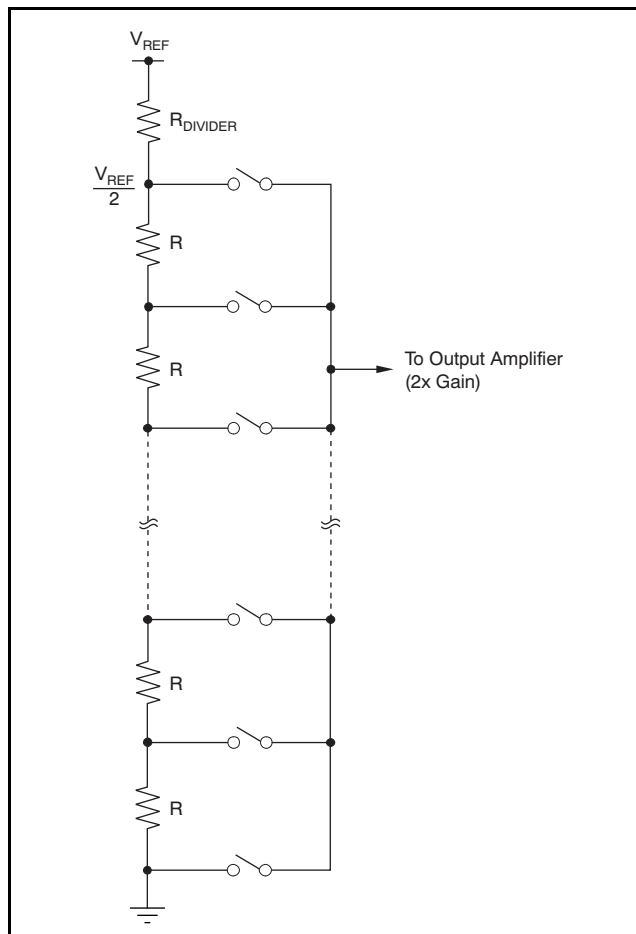 VREF
RDIVIDER
VREF
2
R
R
To Output Amplifier
(2x Gain)
R
R